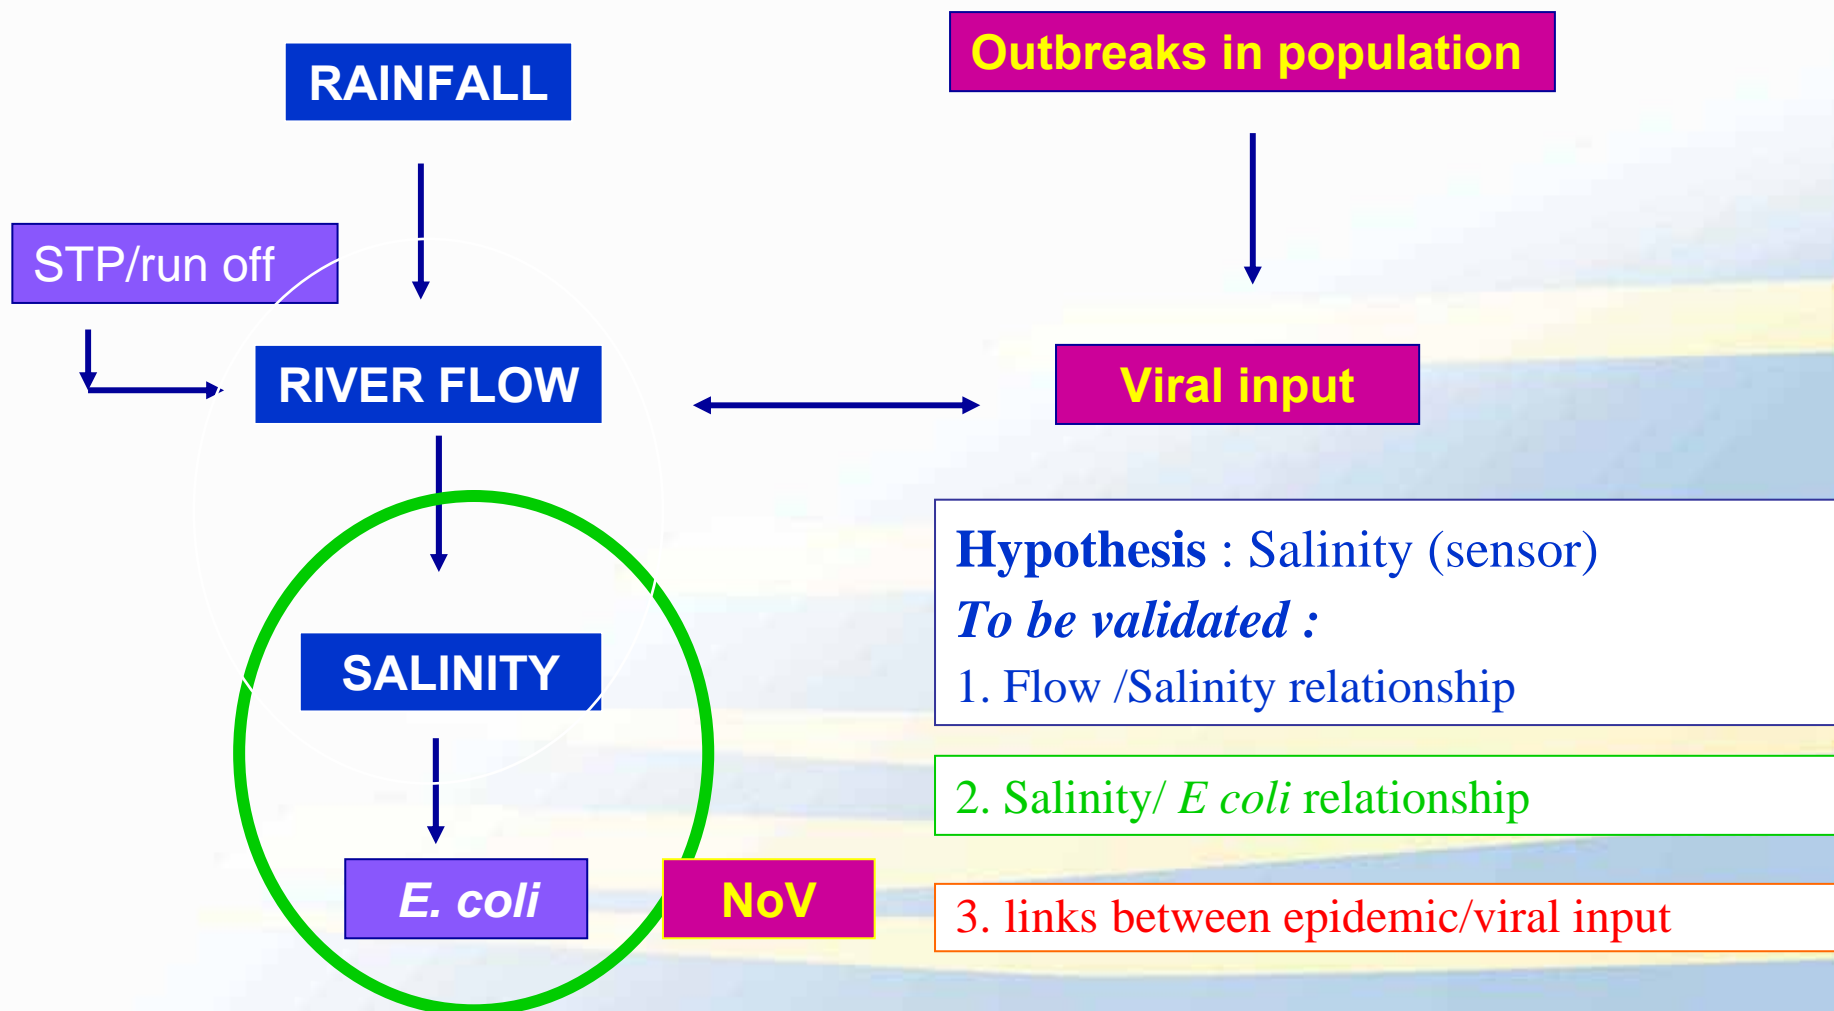 RAINFALL
Outbreaks in population
STP/run off
RIVER FLOW
Viral input
SALINITY
E. coli
NoV
Hypothesis : Salinity (sensor)
To be validated :
1. Flow /Salinity relationship
2. Salinity/ E coli relationship
3. links between epidemic/viral input